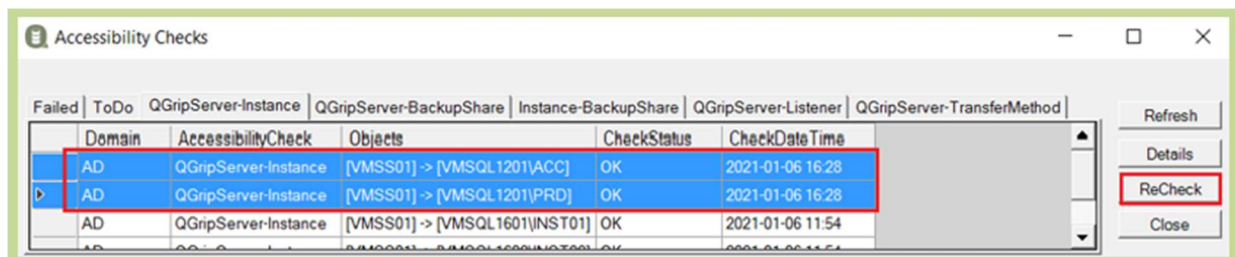 Accessibility Checks
Failed ToDo QGripServer-Instance QGripServer-BackupShare Instance-BackupShare QGripServer-Listener QGripServer-TransferMethod
Refresh
Domain AccessibilityCheck Objects CheckStatus CheckDateTime
Details
AD QGripServer-Instance [VMSS01] -> [VMSQL1201\ACC] OK 2021-01-06 16:28
AD QGripServer-Instance [VMSS01] -> [VMSQL1201\PRD] OK 2021-01-06 16:28
ReCheck
AD QGripServer-Instance [VMSS01] -> [VMSQL1601\INST01] OK 2021-01-06 11:54
Close